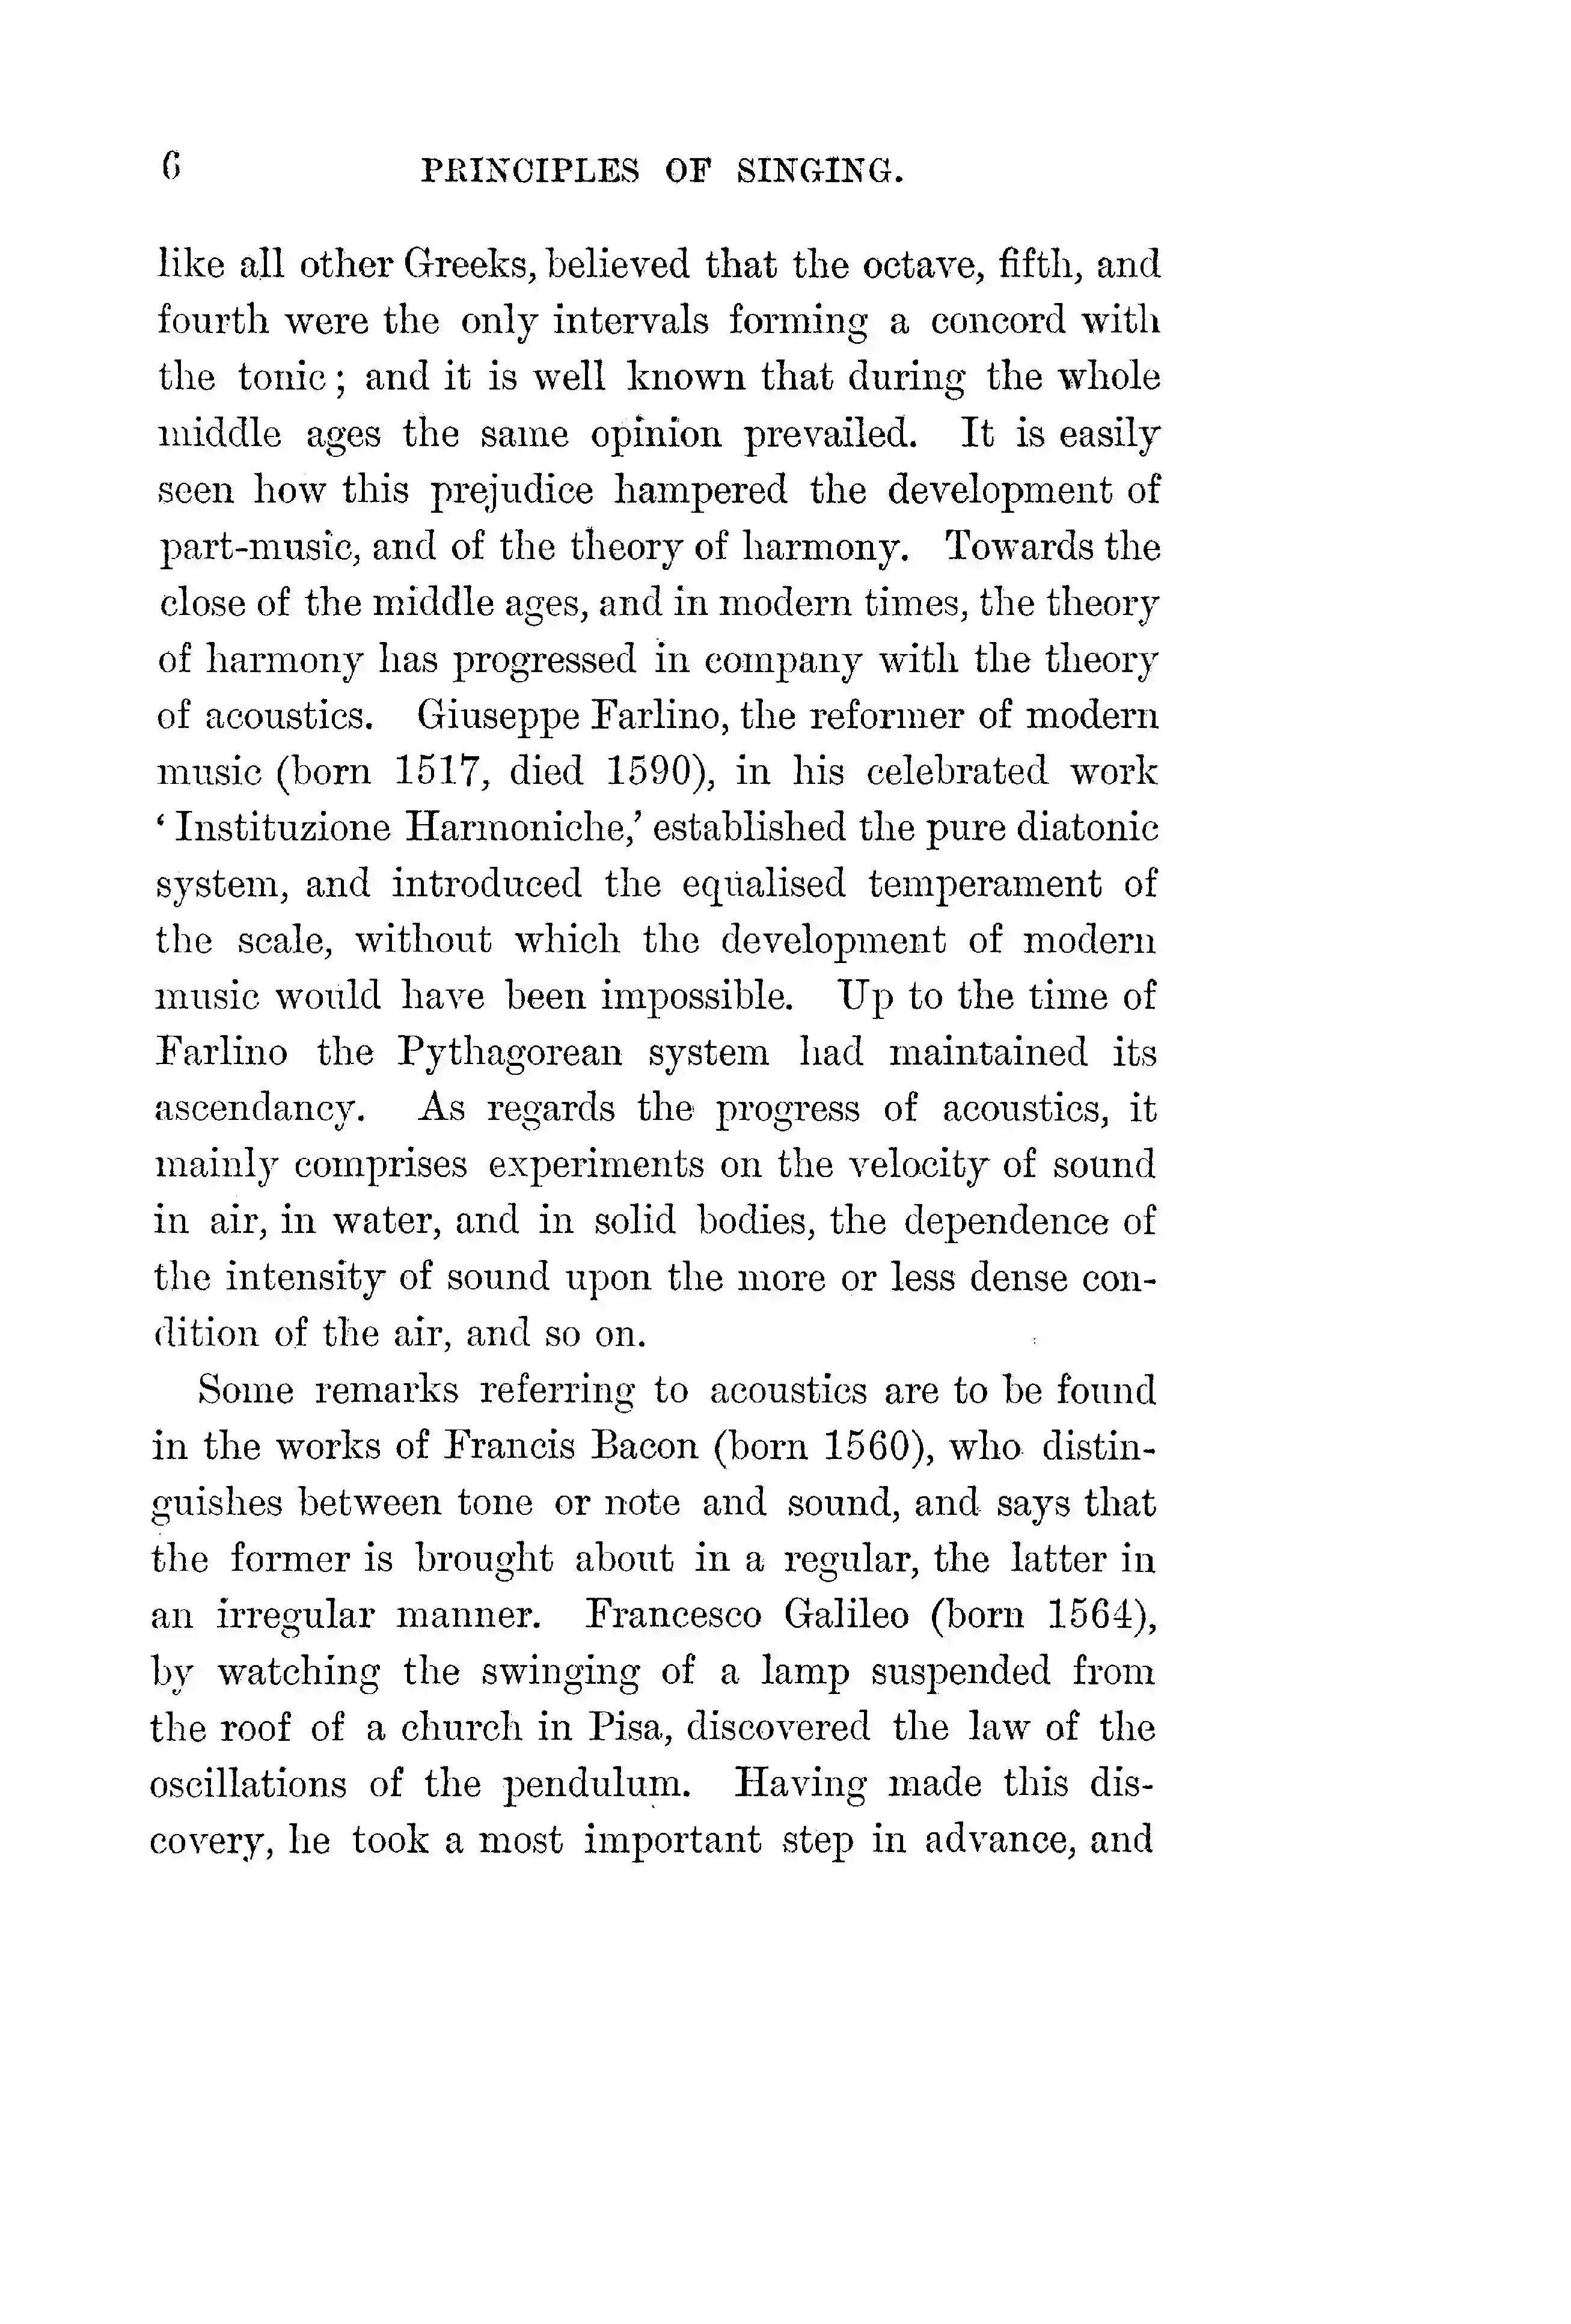 6 PRINCIPLES OF SINGING.
like all other Greeks, believed that the octave, fifth, and
fourth were the only intervals forming a concord with
the tonic; and it is well known that during the whole
middle ages the same opinion prevailed. It is easily
seen how this prejudice hampered the development of
part-music, and of the theory of harmony. Towards the
close of the middle ages, and in modern times, the theory
of harmony has progressed in company with the theory
of acoustics. Giuseppe Farlino, the reformer of modern
music (born 1517, died 1590), in his celebrated work
‘Instituzione Harmoniche,’ established the pure diatonic
system, and introduced the equalised temperament of
the scale, without which the development of modern
music would have been impossible. Up to the time of
Farlino the Pythagorean system had maintained its
ascendancy. As regards the progress of acoustics, it
mainly comprises experiments on the velocity of sound
in air, in water, and in solid bodies, the dependence of
the intensity of sound upon the more or less dense con-
dition of the air, and so on.
Some remarks referring to acoustics are to be found
in the works of Francis Bacon (born 1560), who distin-
guishes between tone or note and sound, and says that
the former is brought about in a regular, the latter in
an irregular manner. Francesco Galileo (born 1564),
by watching the swinging of a lamp suspended from
the roof of a church in Pisa, discovered the law of the
oscillations of the pendulum. Having made this dis-
covery, he took a most important step in advance, and